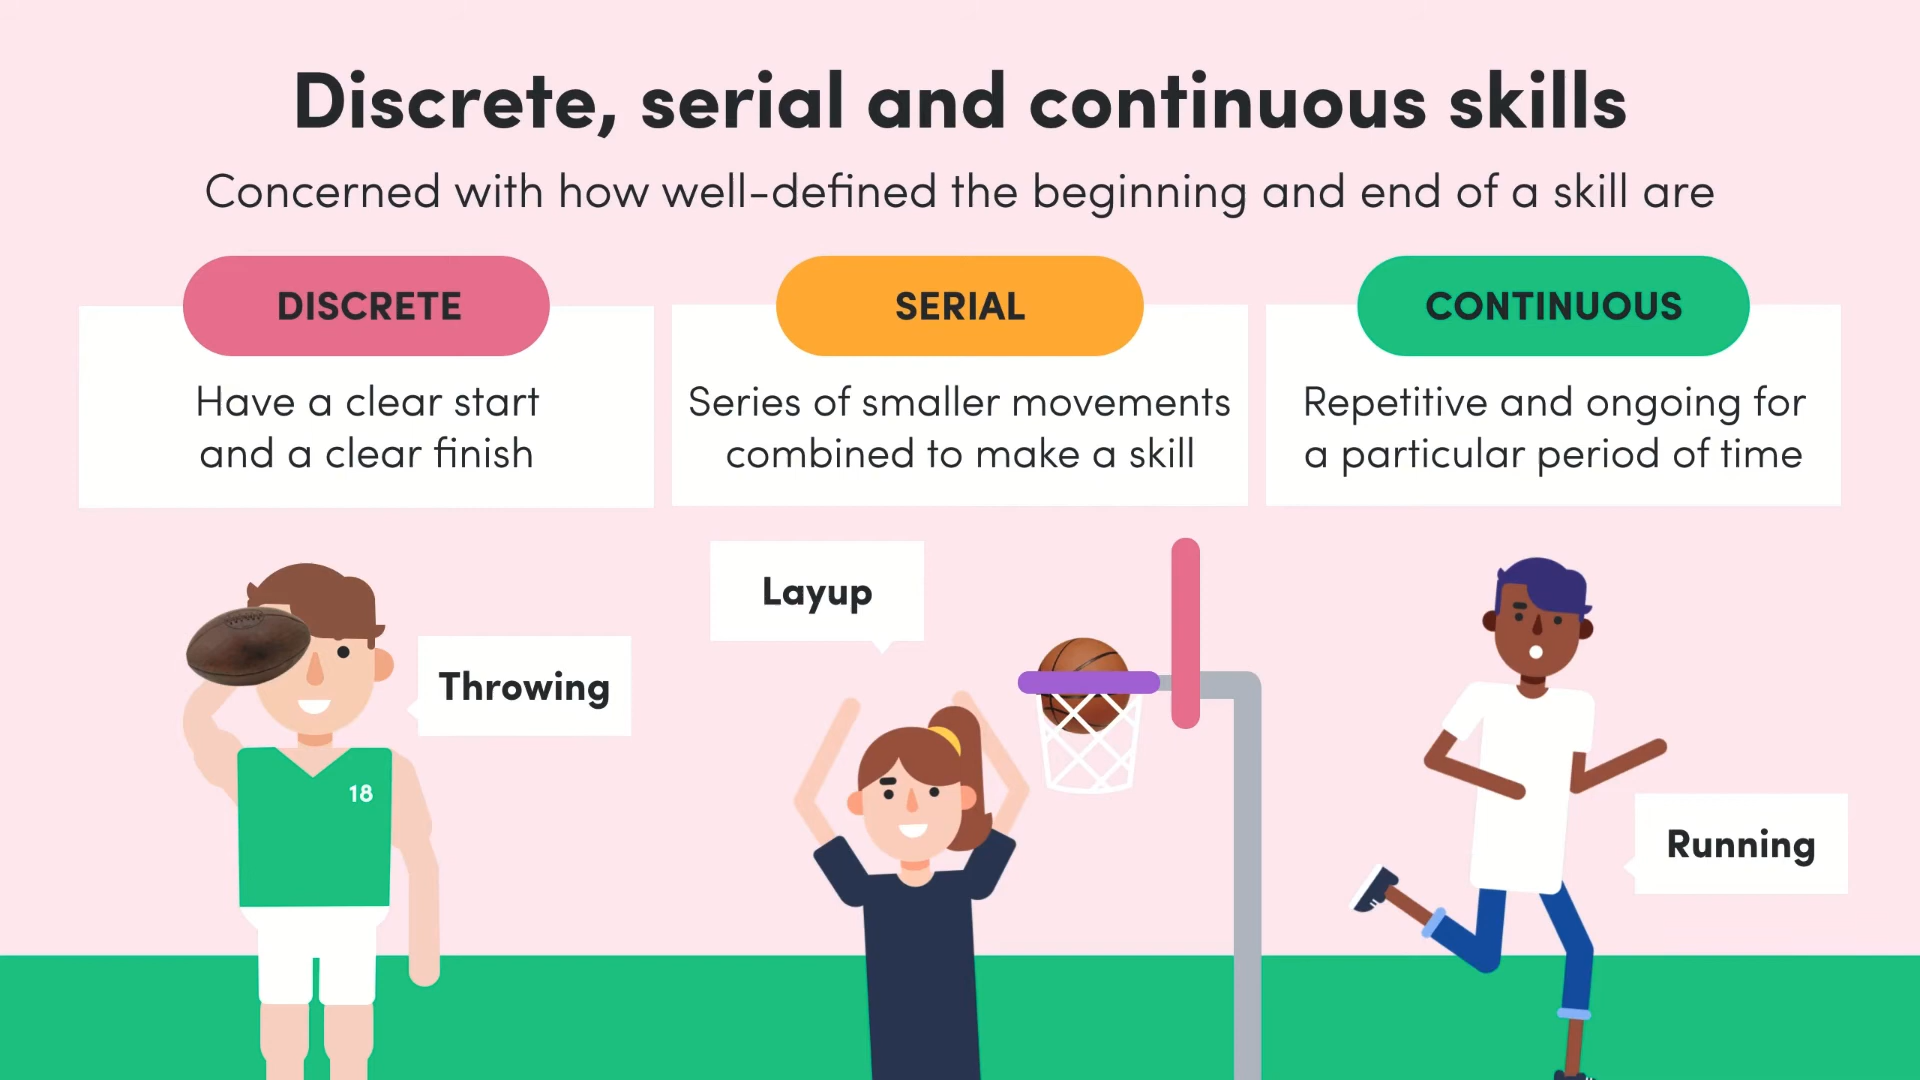 Discrete, serial and continuous skills
Concerned with how well-defined the beginning and end of a skill are
DISCRETE
Have a clear start
and a clear finish
SERIAL
Series of smaller movements
combined to make a skill
CONTINUOUS
Repetitive and ongoing for
a particular period of time
Throwing
18
Layup
Running